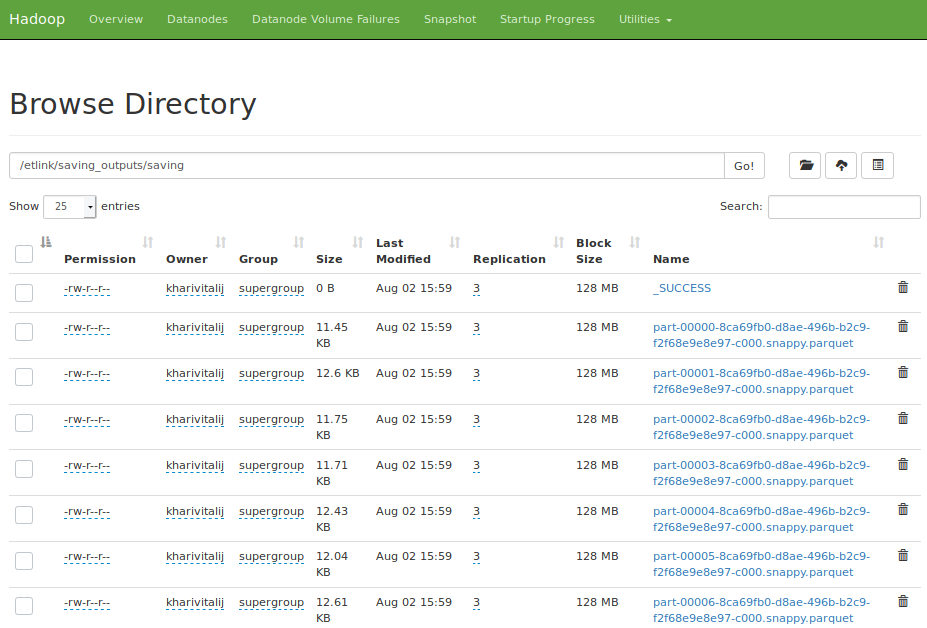 Hadoop Overview Datanodes Datanode Volume Failures Snapshot Startup Progress Utilities
Browse Directory
/etlink/saving_outputs/saving Go!
Show 25 entries Search:
Permission Owner Group Size Last Modified Replication Block Size Name
-rw-r--r-- kharivitalij supergroup 0 B Aug 02 15:59 3 128 MB _SUCCESS
-rw-r--r-- kharivitalij supergroup 11.45 KB Aug 02 15:59 3 128 MB part-00000-8ca69fb0-d8ae-496b-b2c9-
f2f68e9e8e97-c000.snappy.parquet
-rw-r--r-- kharivitalij supergroup 12.6 KB Aug 02 15:59 3 128 MB part-00001-8ca69fb0-d8ae-496b-b2c9-
f2f68e9e8e97-c000.snappy.parquet
-rw-r--r-- kharivitalij supergroup 11.75 KB Aug 02 15:59 3 128 MB part-00002-8ca69fb0-d8ae-496b-b2c9-
f2f68e9e8e97-c000.snappy.parquet
-rw-r--r-- kharivitalij supergroup 11.71 KB Aug 02 15:59 3 128 MB part-00003-8ca69fb0-d8ae-496b-b2c9-
f2f68e9e8e97-c000.snappy.parquet
-rw-r--r-- kharivitalij supergroup 12.43 KB Aug 02 15:59 3 128 MB part-00004-8ca69fb0-d8ae-496b-b2c9-
f2f68e9e8e97-c000.snappy.parquet
-rw-r--r-- kharivitalij supergroup 12.04 KB Aug 02 15:59 3 128 MB part-00005-8ca69fb0-d8ae-496b-b2c9-
f2f68e9e8e97-c000.snappy.parquet
-rw-r--r-- kharivitalij supergroup 12.61 KB Aug 02 15:59 3 128 MB part-00006-8ca69fb0-d8ae-496b-b2c9-
f2f68e9e8e97-c000.snappy.parquet